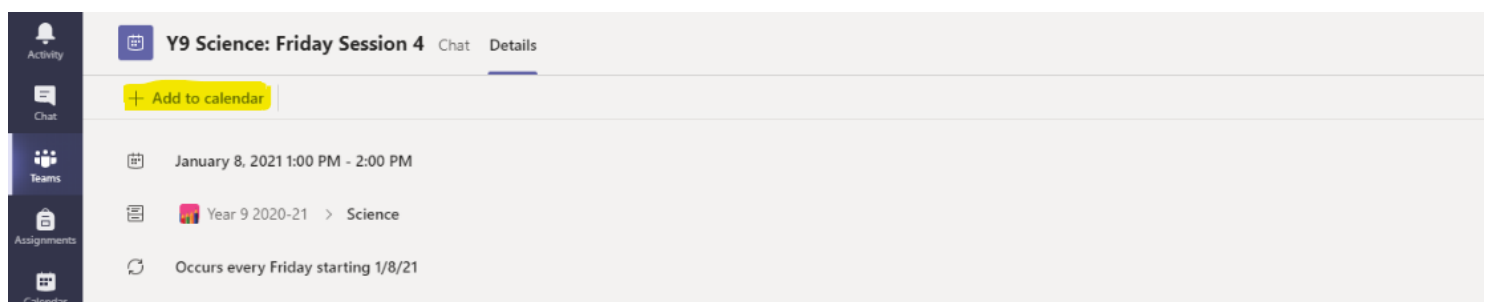 Activity
Chat
Teams
Assignments
Calendar
Y9 Science: Friday Session 4 Chat Details
+ Add to calendar
January 8, 2021 1:00 PM - 2:00 PM
Year 9 2020-21 > Science
Occurs every Friday starting 1/8/21